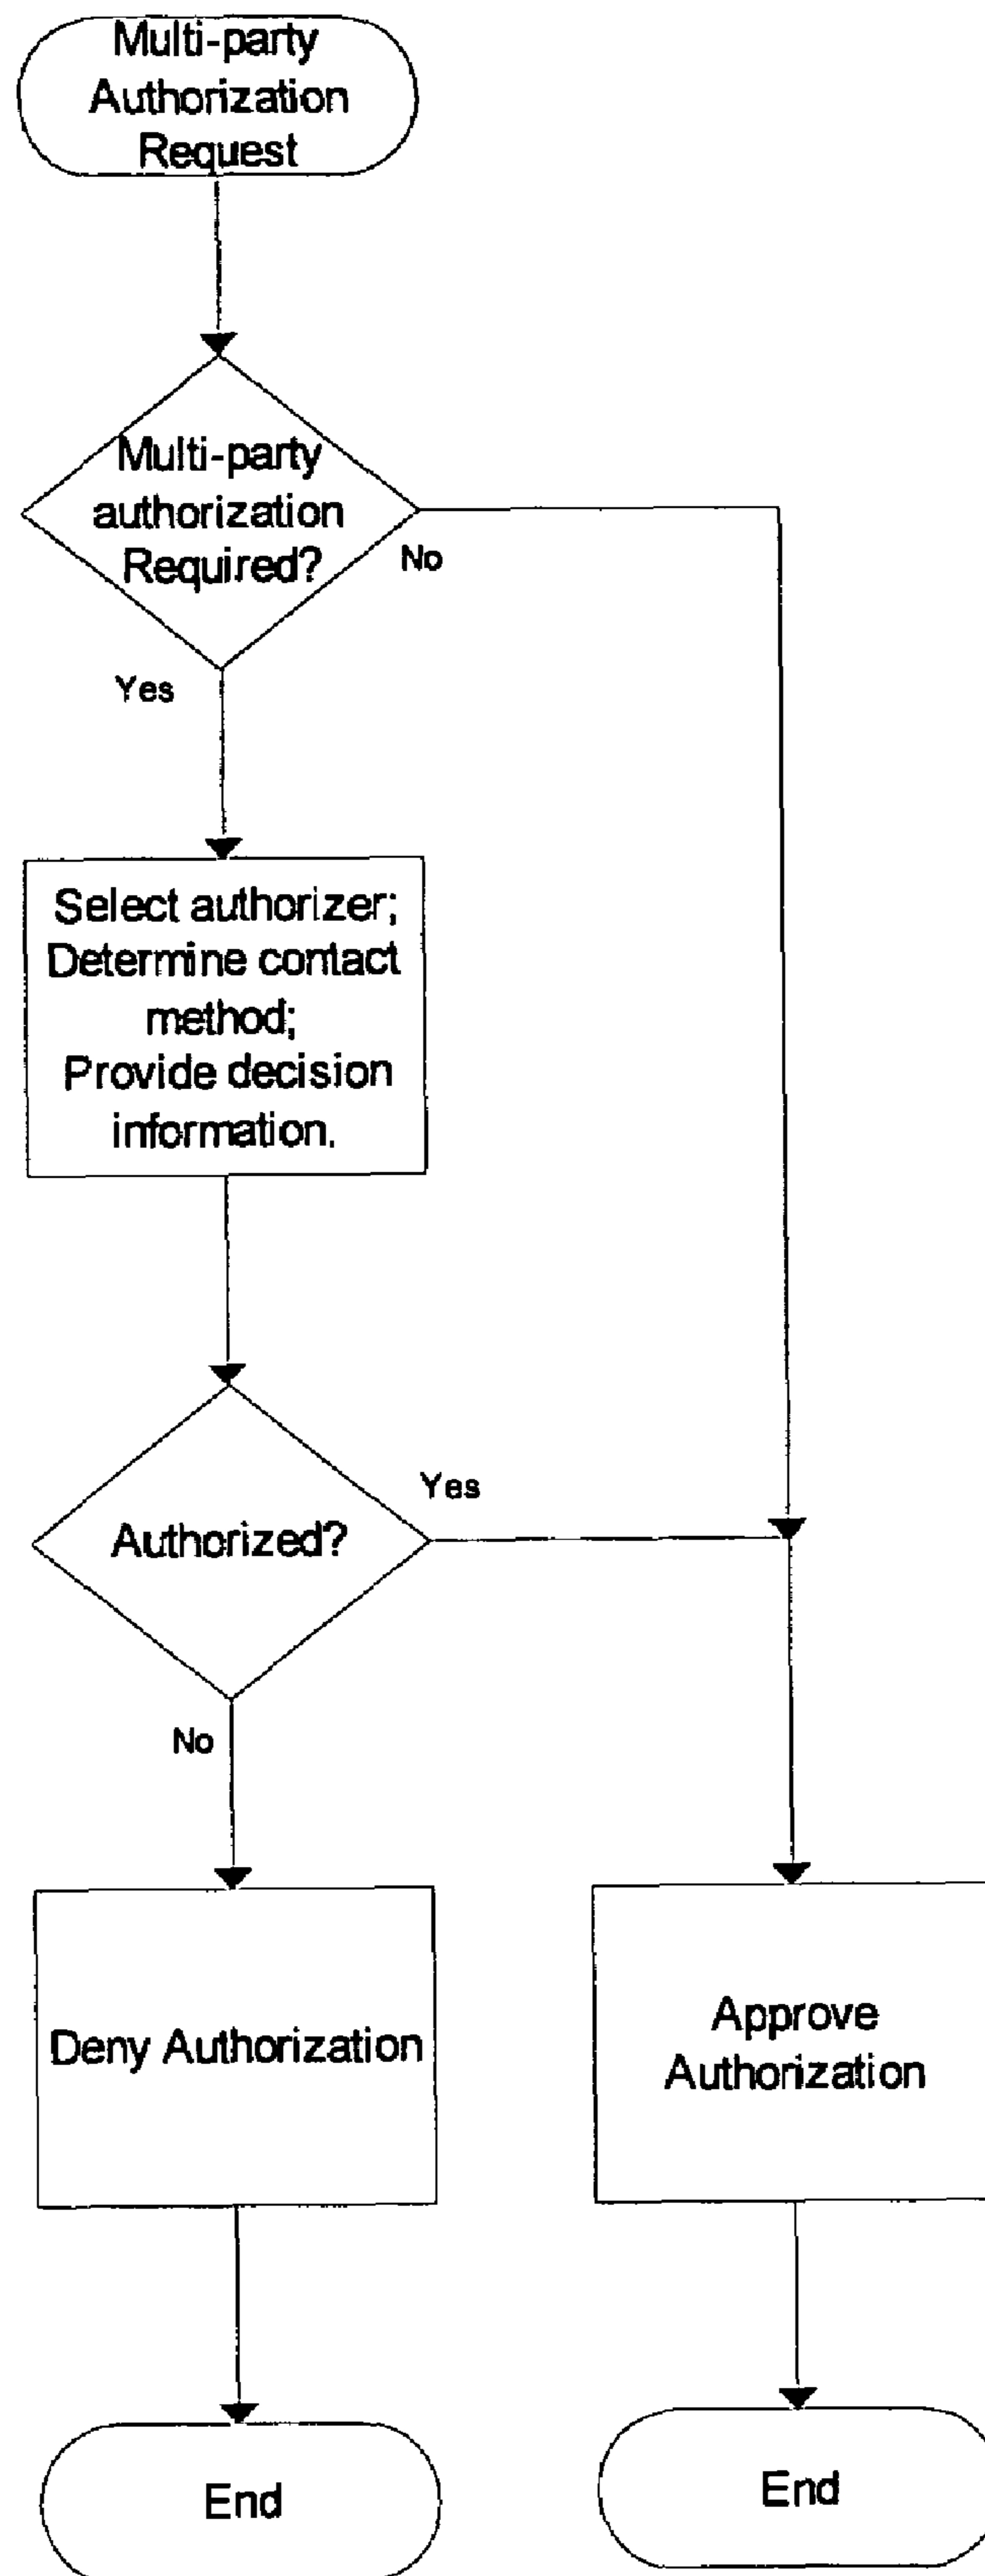 Multi-party
Authorization
Request
Multi-party
authorization
Required?
No
Yes
Select authorizer;
Determine contact
method;
Provide decision
information.
Yes
Authorized?
No
Deny Authorization
Approve
Authorization
End
End